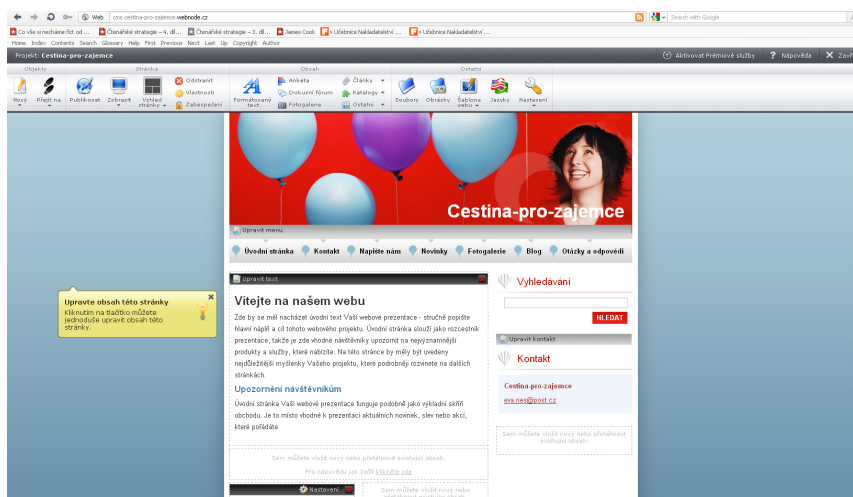 Web cms.cestina-pro-zajemce.webnode.cz Search with Google
Co vše si necháme říct od ... Čtenářské strategie – 4. díl... Čtenářské strategie – 3. díl... James Cook » Učebnice Nakladatelství ... » Učebnice Nakladatelství ...
Home Index Contents Search Glossary Help First Previous Next Last Up Copyright Author
Projekt: Cestina-pro-zajemce Aktivovat Prémiové služby ? Nápověda X Zavř
Objekts Stránka Obsah Ostatní
Nový Přejít na Publikovat Zobrazit Vzhled stránky Odstranit Vlastnosti Zabezpečení
Formátovaný text Anketa Diskuzní fórum Fotogalerie Články Katalogy Ostatní
Soubory Obrázky Šablona webu Jazyky Nastavení
Cestina-pro-zajemce
Upravit menu
Úvodní stránka Kontakt Napište nám Novinky Fotogalerie Blog Otázky a odpovědi
Upravit text
Vítejte na našem webu
Zde by se měl nacházet úvodní text Vaší webové prezentace - stručně popište
hlavní náplň a cíl tohoto webového projektu. Úvodní stránka slouží jako rozcestník
prezentace, takže je zde vhodné návštěvníky upozornit na nejvýznamnější
produkty a služby, které nabízíte. Na této stránce by měly být uvedeny
nejdůležitější myšlenky Vašeho projektu, které podrobněji rozvinete na dalších
stránkách.
Upozornění návštěvníkům
Úvodní stránka Vaší webové prezentace funguje podobně jako výkladní skříň
obchodu. Je to místo vhodné k prezentaci aktuálních novinek, slev nebo akcí,
které pořádáte.
Sem můžete vložit nový nebo přetáhnout existující obsah.
Pro nápovědu jak začít klikněte zde
Nastavení
Sem můžete vložit nový nebo
přetáhnout existující obsah.
Upravte obsah této stránky
Kliknutím na tlačítko můžete
jednoduše upravit obsah této
stránky.
Vyhledávání
HLEDAT
Upravit kontakt
Kontakt
Cestina-pro-zajemce
eva.nes@post.cz
Sem můžete vložit nový nebo přetáhnout
existující obsah.